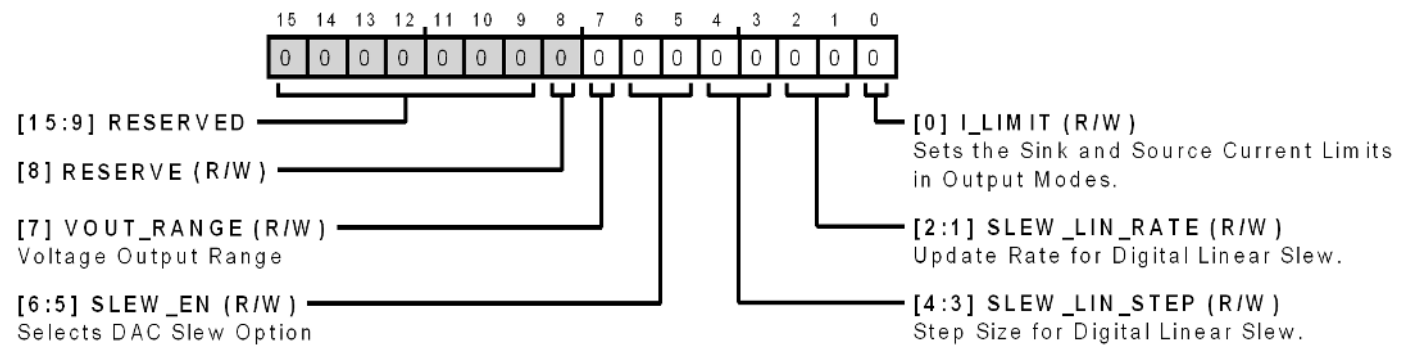 15 14 13 12 11 10 9 8 7 6 5 4 3 2 1 0
0 0 0 0 0 0 0 0 0 0 0 0 0 0 0 0
[15:9] RESERVED
[8] RESERVE (R/W)
[7] VOUT_RANGE (R/W)
Voltage Output Range
[6:5] SLEW_EN (R/W)
Selects DAC Slew Option
[0] I_LIMIT (R/W)
Sets the Sink and Source Current Limits
in Output Modes.
[2:1] SLEW_LIN_RATE (R/W)
Update Rate for Digital Linear Slew.
[4:3] SLEW_LIN_STEP (R/W)
Step Size for Digital Linear Slew.